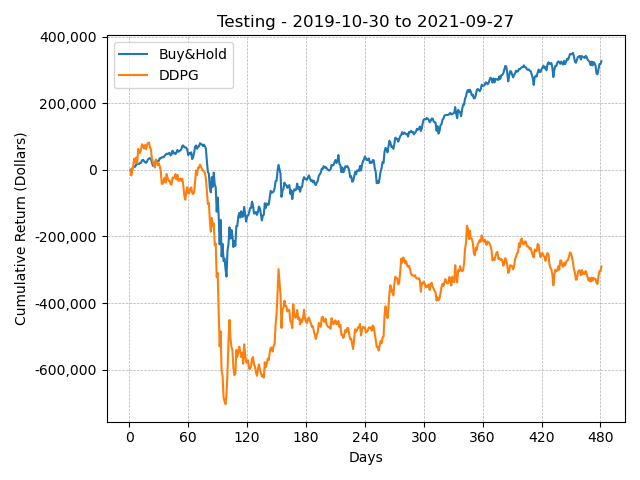 Testing - 2019-10-30 to 2021-09-27
Cumulative Return (Dollars)
400,000
200,000
0
-200,000
-400,000
-600,000
Buy&Hold
DDPG
0 60 120 180 240 300 360 420 480
Days